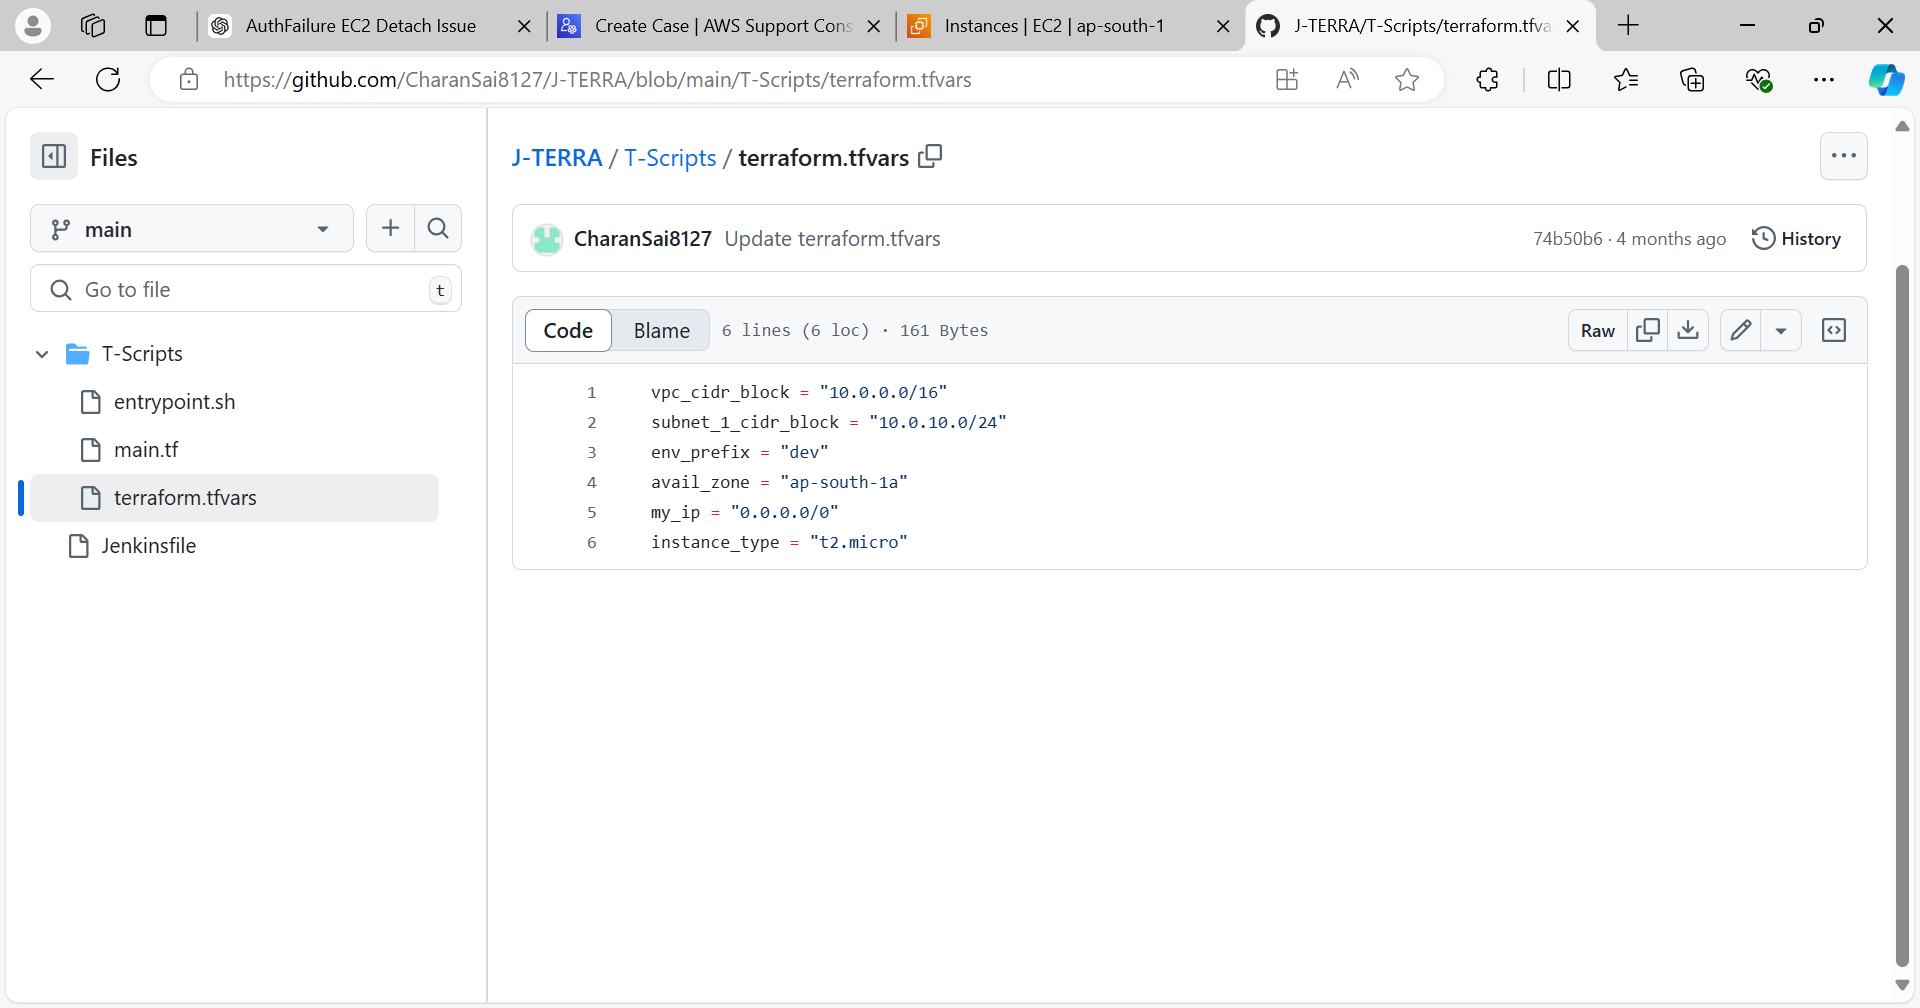 AuthFailure EC2 Detach Issue
Create Case | AWS Support Cons
Instances | EC2 | ap-south-1
J-TERRA/T-Scripts/terraform.tfva
https://github.com/CharanSai8127/J-TERRA/blob/main/T-Scripts/terraform.tfvars
Files
main
Go to file
t
T-Scripts
entrypoint.sh
main.tf
terraform.tfvars
Jenkinsfile
J-TERRA / T-Scripts / terraform.tfvars
CharanSai8127 Update terraform.tfvars
74b50b6 · 4 months ago
History
Code
Blame
6 lines (6 loc) · 161 Bytes
Raw
1 vpc_cidr_block = "10.0.0.0/16"
2 subnet_1_cidr_block = "10.0.10.0/24"
3 env_prefix = "dev"
4 avail_zone = "ap-south-1a"
5 my_ip = "0.0.0.0/0"
6 instance_type = "t2.micro"